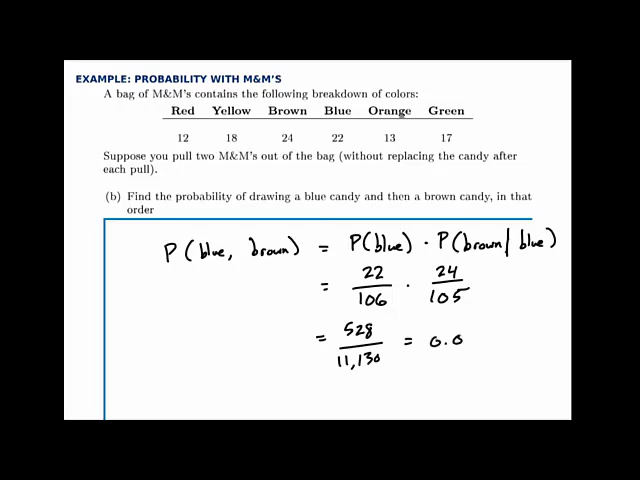 EXAMPLE: PROBABILITY WITH M&M'S
A bag of M&M's contains the following breakdown of colors:
Red Yellow Brown Blue Orange Green
12 18 24 22 13 17
Suppose you pull two M&M's out of the bag (without replacing the candy after
each pull).
(b) Find the probability of drawing a blue candy and then a brown candy, in that
order
P(blue, brown) = P(blue) · P(brown | blue)
= 22/106 · 24/105
= 528/11,130 = 0.0